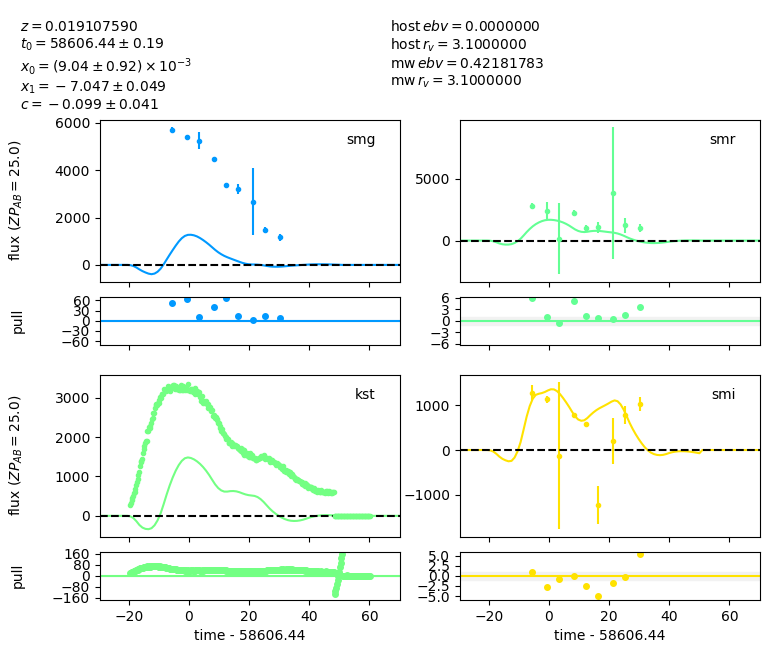 z = 0.019107590
t₀ = 58606.44 ± 0.19
x₀ = (9.04 ± 0.92) × 10⁻³
x₁ = −7.047 ± 0.049
c = −0.099 ± 0.041
host ebv = 0.0000000
host r_v = 3.1000000
mw ebv = 0.42181783
mw r_v = 3.1000000
flux (ZP_AB = 25.0)
6000
4000
2000
0
smg
5000
0
smr
pull
60
30
0
−30
−60
6
3
0
−3
−6
flux (ZP_AB = 25.0)
3000
2000
1000
0
kst
1000
0
−1000
smi
pull
160
80
0
−80
−160
5.0
2.5
0.0
−2.5
−5.0
−20 0 20 40 60
−20 0 20 40 60
time - 58606.44
time - 58606.44